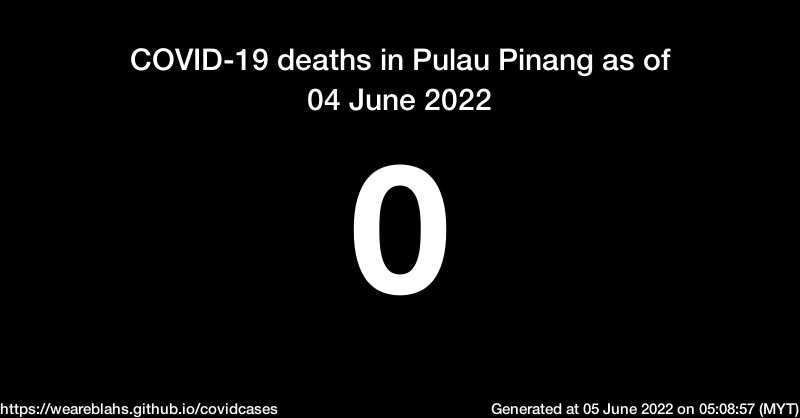 COVID-19 deaths in Pulau Pinang as of
04 June 2022
0
https://weareblahs.github.io/covidcases
Generated at 05 June 2022 on 05:08:57 (MYT)